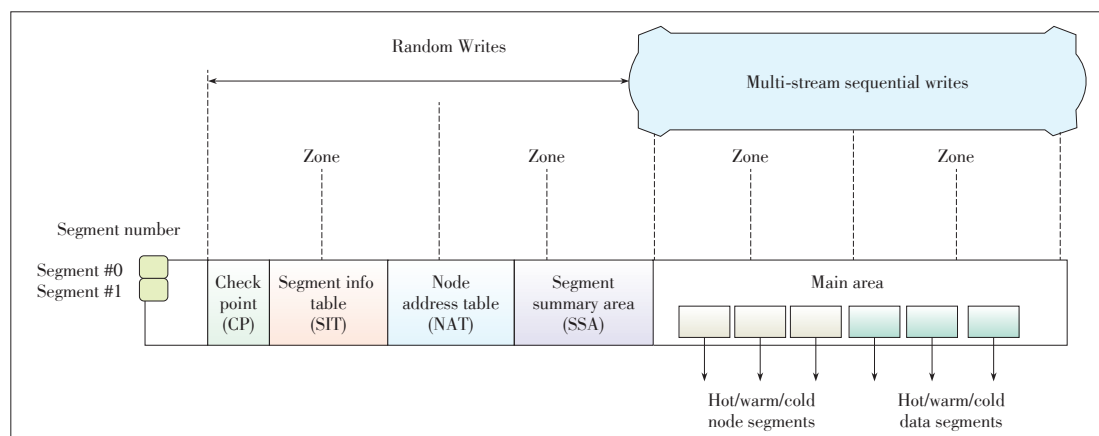 Random Writes
Multi-stream sequential writes
Zone
Zone
Zone
Zone
Segment number
Segment #0
Segment #1
Check
point
(CP)
Segment info
table
(SIT)
Node
address table
(NAT)
Segment
summary area
(SSA)
Main area
Hot/warm/cold
node segments
Hot/warm/cold
data segments